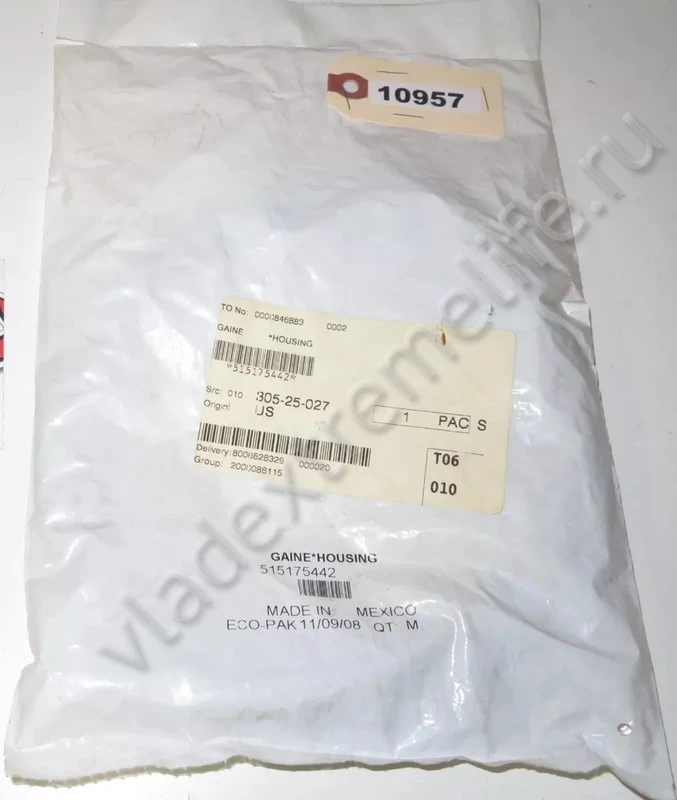 10957
TO No: 0000846883 0002
GAINE *HOUSING
*515175442*
Src: 010 305-25-027
Origin: US
1 PAC S
Delivery: 8006628329 000020
Group: 2000088115
T06
010
GAINE*HOUSING
515175442
MADE IN MEXICO
ECO-PAK 11/09/08 QT M
vladextremelife.ru